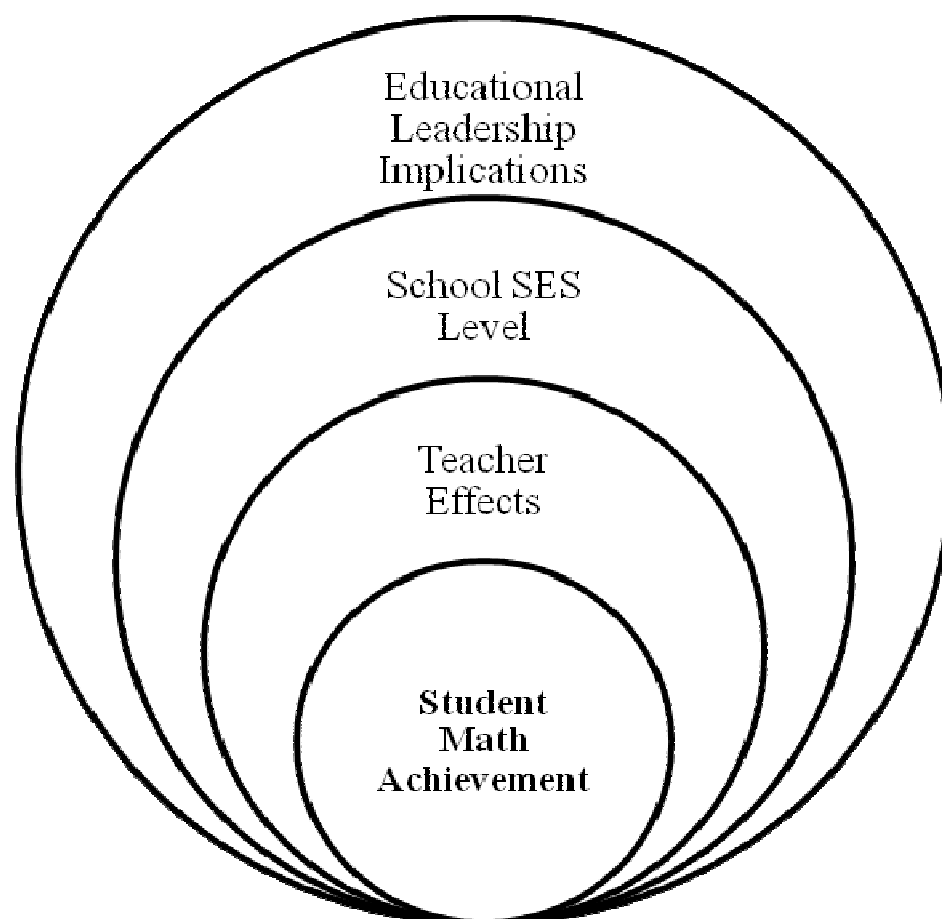 Educational
Leadership
Implications
School SES
Level
Teacher
Effects
Student
Math
Achievement